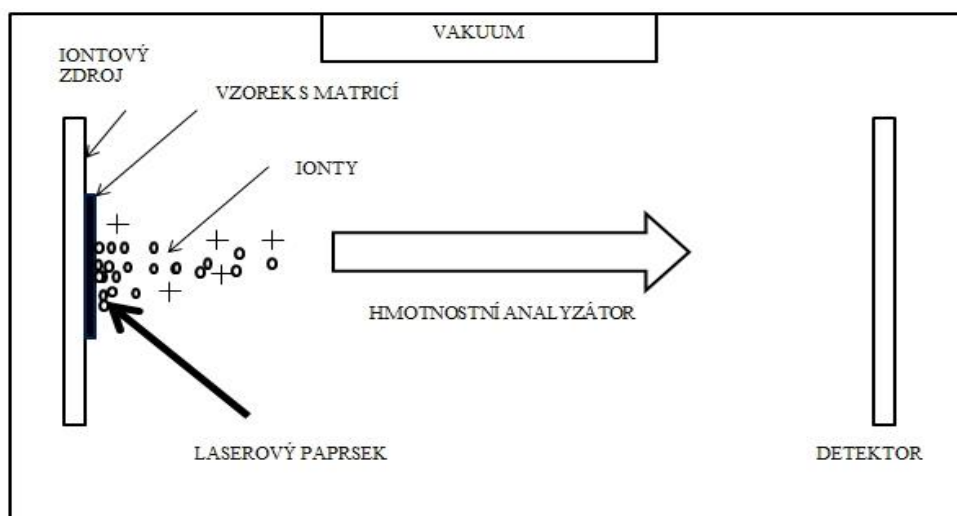 VAKUUM
IONTOVÝ
ZDROJ
VZOREK S MATRICÍ
IONTY
HMOTNOSTNÍ ANALYZÁTOR
LASEROVÝ PAPRSEK
DETEKTOR